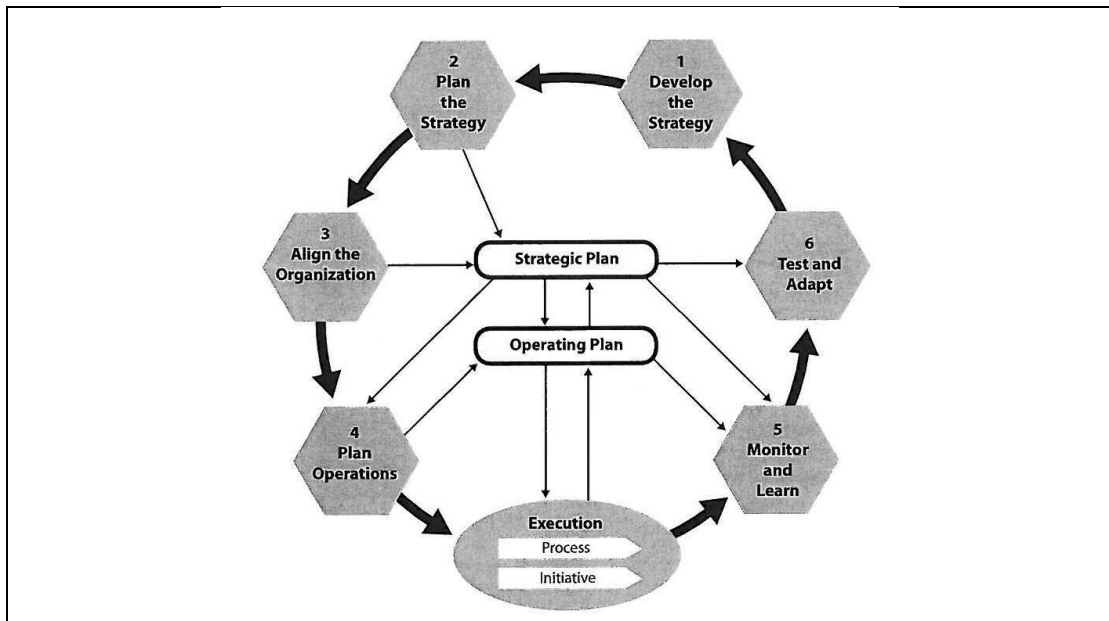 1
Develop
the
Strategy
2
Plan
the
Strategy
3
Align the
Organization
Strategic Plan
6
Test and
Adapt
Operating Plan
4
Plan
Operations
5
Monitor
and
Learn
Execution
Process
Initiative